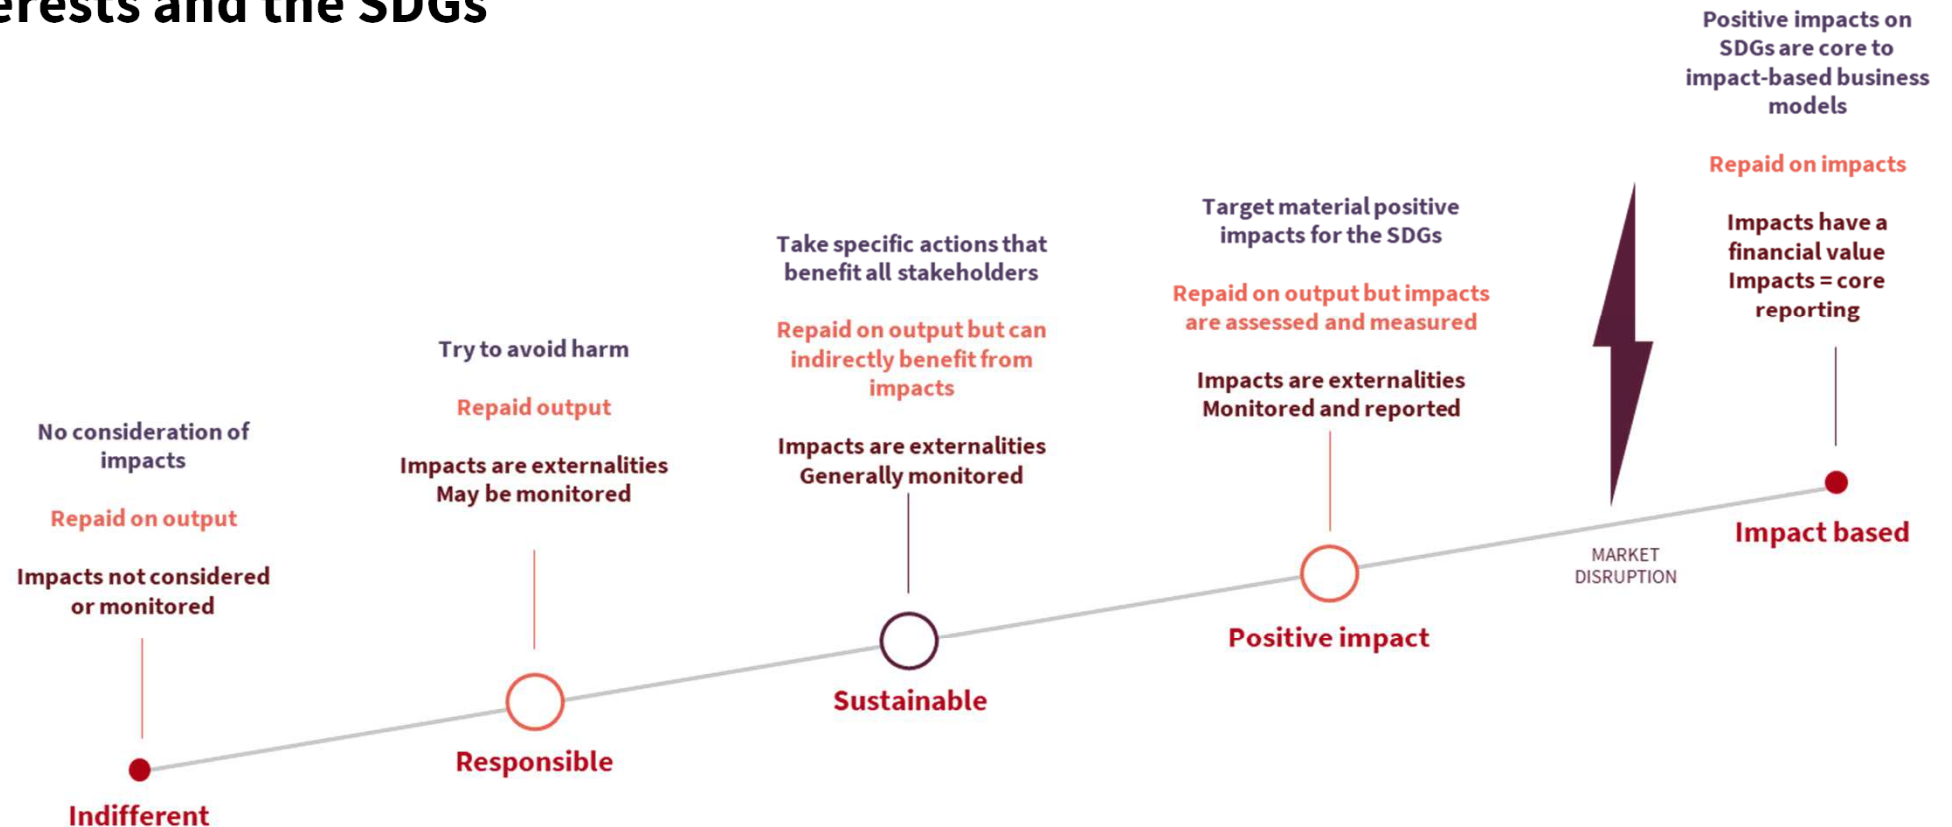 erests and the SDGs
No consideration of
impacts
Repaid on output
Impacts not considered
or monitored
Indifferent
Try to avoid harm
Repaid output
Impacts are externalities
May be monitored
Responsible
Take specific actions that
benefit all stakeholders
Repaid on output but can
indirectly benefit from
impacts
Impacts are externalities
Generally monitored
Sustainable
Target material positive
impacts for the SDGs
Repaid on output but impacts
are assessed and measured
Impacts are externalities
Monitored and reported
Positive impact
MARKET
DISRUPTION
Positive impacts on
SDGs are core to
impact-based business
models
Repaid on impacts
Impacts have a
financial value
Impacts = core
reporting
Impact based